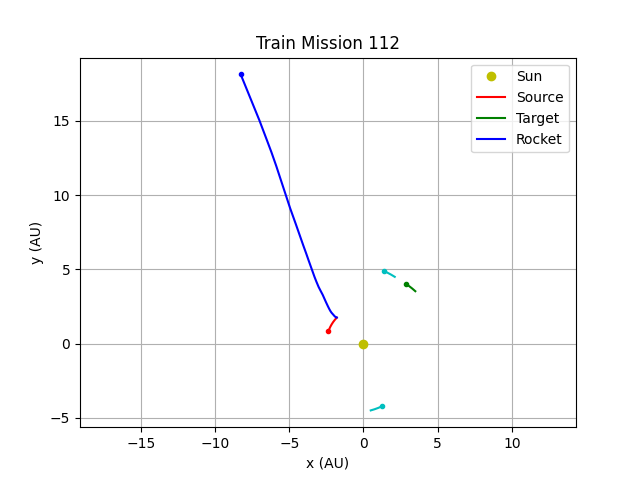 Train Mission 112
Sun
Source
Target
Rocket
15
10
5
0
−5
y (AU)
−15
−10
−5
0
5
10
x (AU)